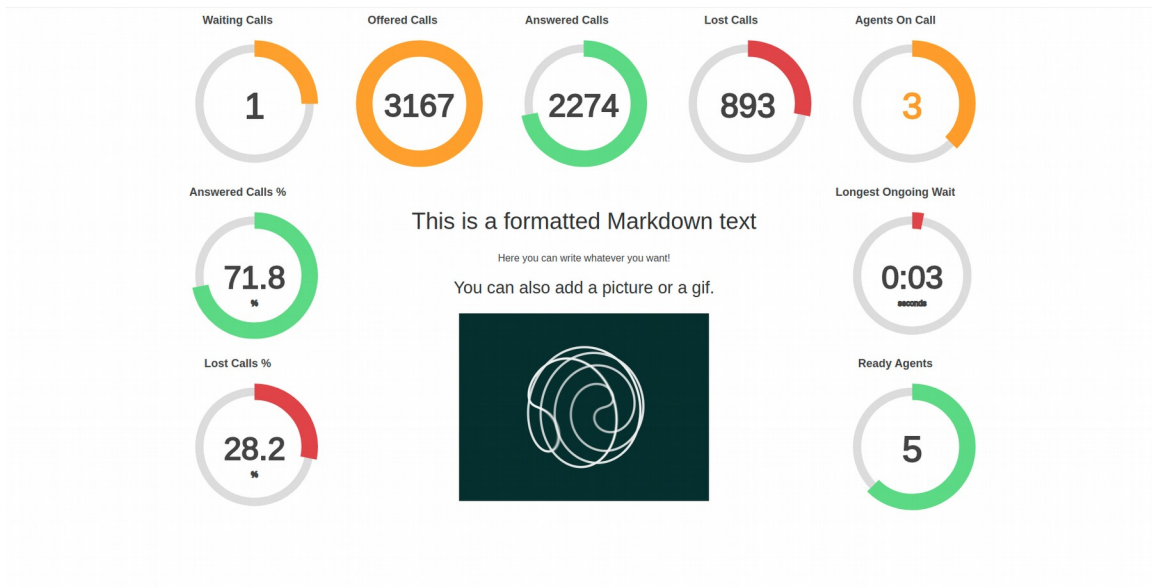 Waiting Calls
Offered Calls
Answered Calls
Lost Calls
Agents On Call
1
3167
2274
893
3
Answered Calls %
Longest Ongoing Wait
This is a formatted Markdown text
Here you can write whatever you want!
You can also add a picture or a gif.
71.8
%
0:03
seconds
Lost Calls %
Ready Agents
28.2
%
5